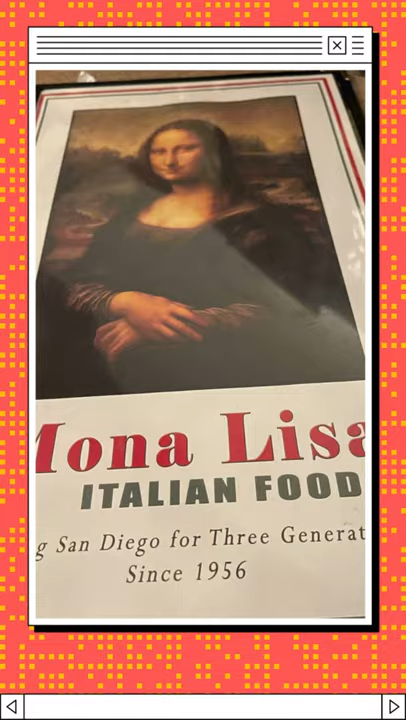 Mona Lisa
ITALIAN FOOD
g San Diego for Three Generat
Since 1956